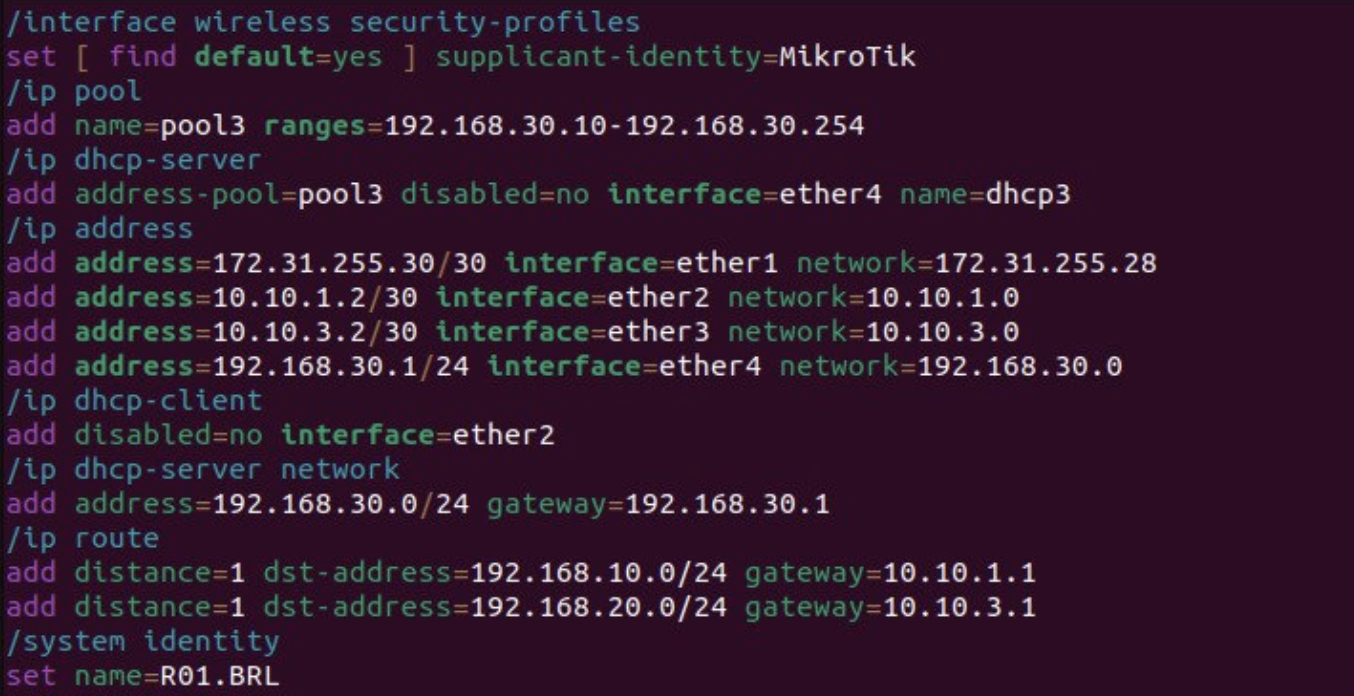 /interface wireless security-profiles
set [ find default=yes ] supplicant-identity=MikroTik
/ip pool
add name=pool3 ranges=192.168.30.10-192.168.30.254
/ip dhcp-server
add address-pool=pool3 disabled=no interface=ether4 name=dhcp3
/ip address
add address=172.31.255.30/30 interface=ether1 network=172.31.255.28
add address=10.10.1.2/30 interface=ether2 network=10.10.1.0
add address=10.10.3.2/30 interface=ether3 network=10.10.3.0
add address=192.168.30.1/24 interface=ether4 network=192.168.30.0
/ip dhcp-client
add disabled=no interface=ether2
/ip dhcp-server network
add address=192.168.30.0/24 gateway=192.168.30.1
/ip route
add distance=1 dst-address=192.168.10.0/24 gateway=10.10.1.1
add distance=1 dst-address=192.168.20.0/24 gateway=10.10.3.1
/system identity
set name=R01.BRL